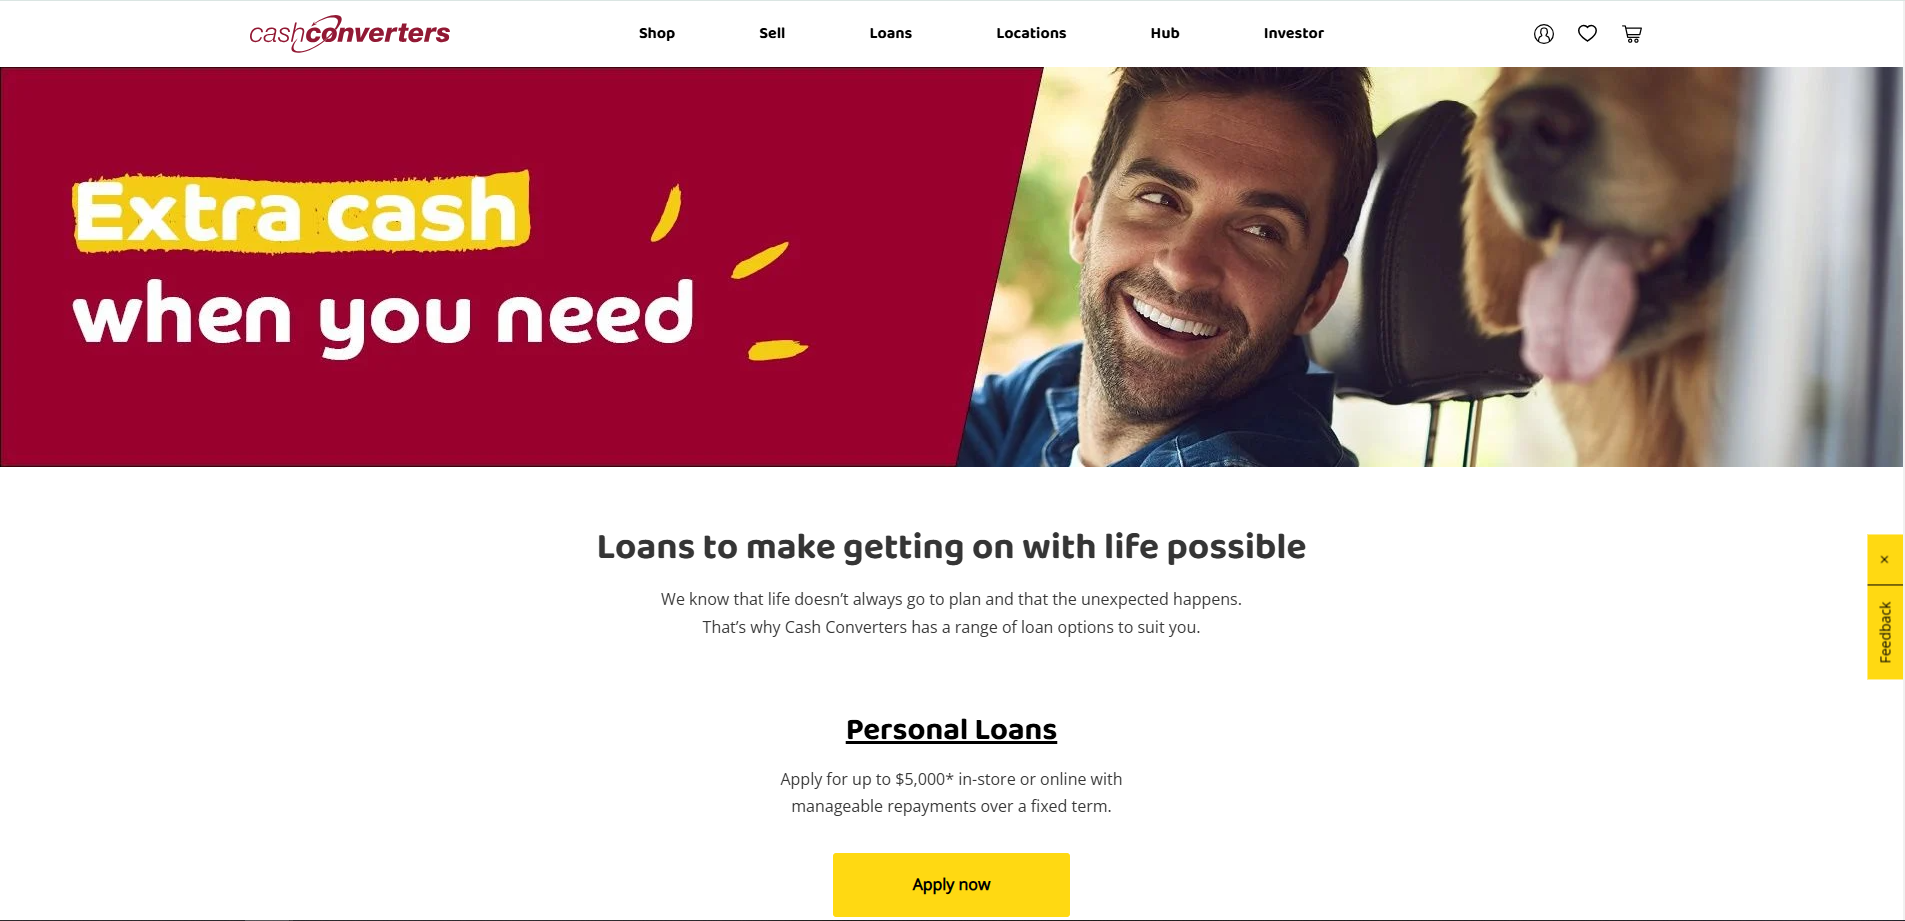 cashconverters
Shop
Sell
Loans
Locations
Hub
Investor
Extra cash
when you need
Loans to make getting on with life possible
We know that life doesn’t always go to plan and that the unexpected happens.
That’s why Cash Converters has a range of loan options to suit you.
×
Feedback
Personal Loans
Apply for up to $5,000* in-store or online with
manageable repayments over a fixed term.
Apply now